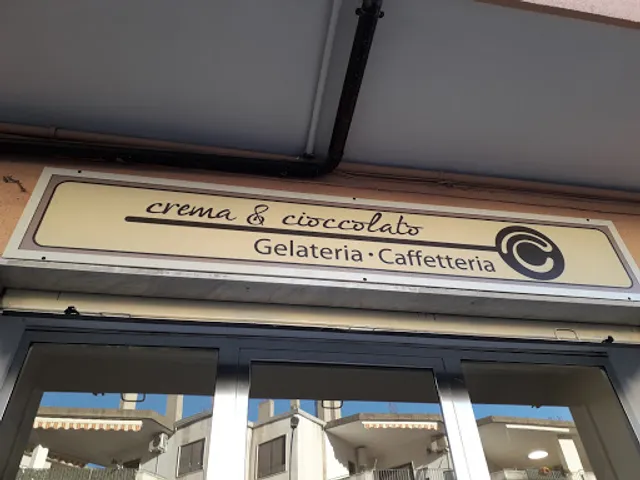 crema & cioccolato
Gelateria · Caffetteria